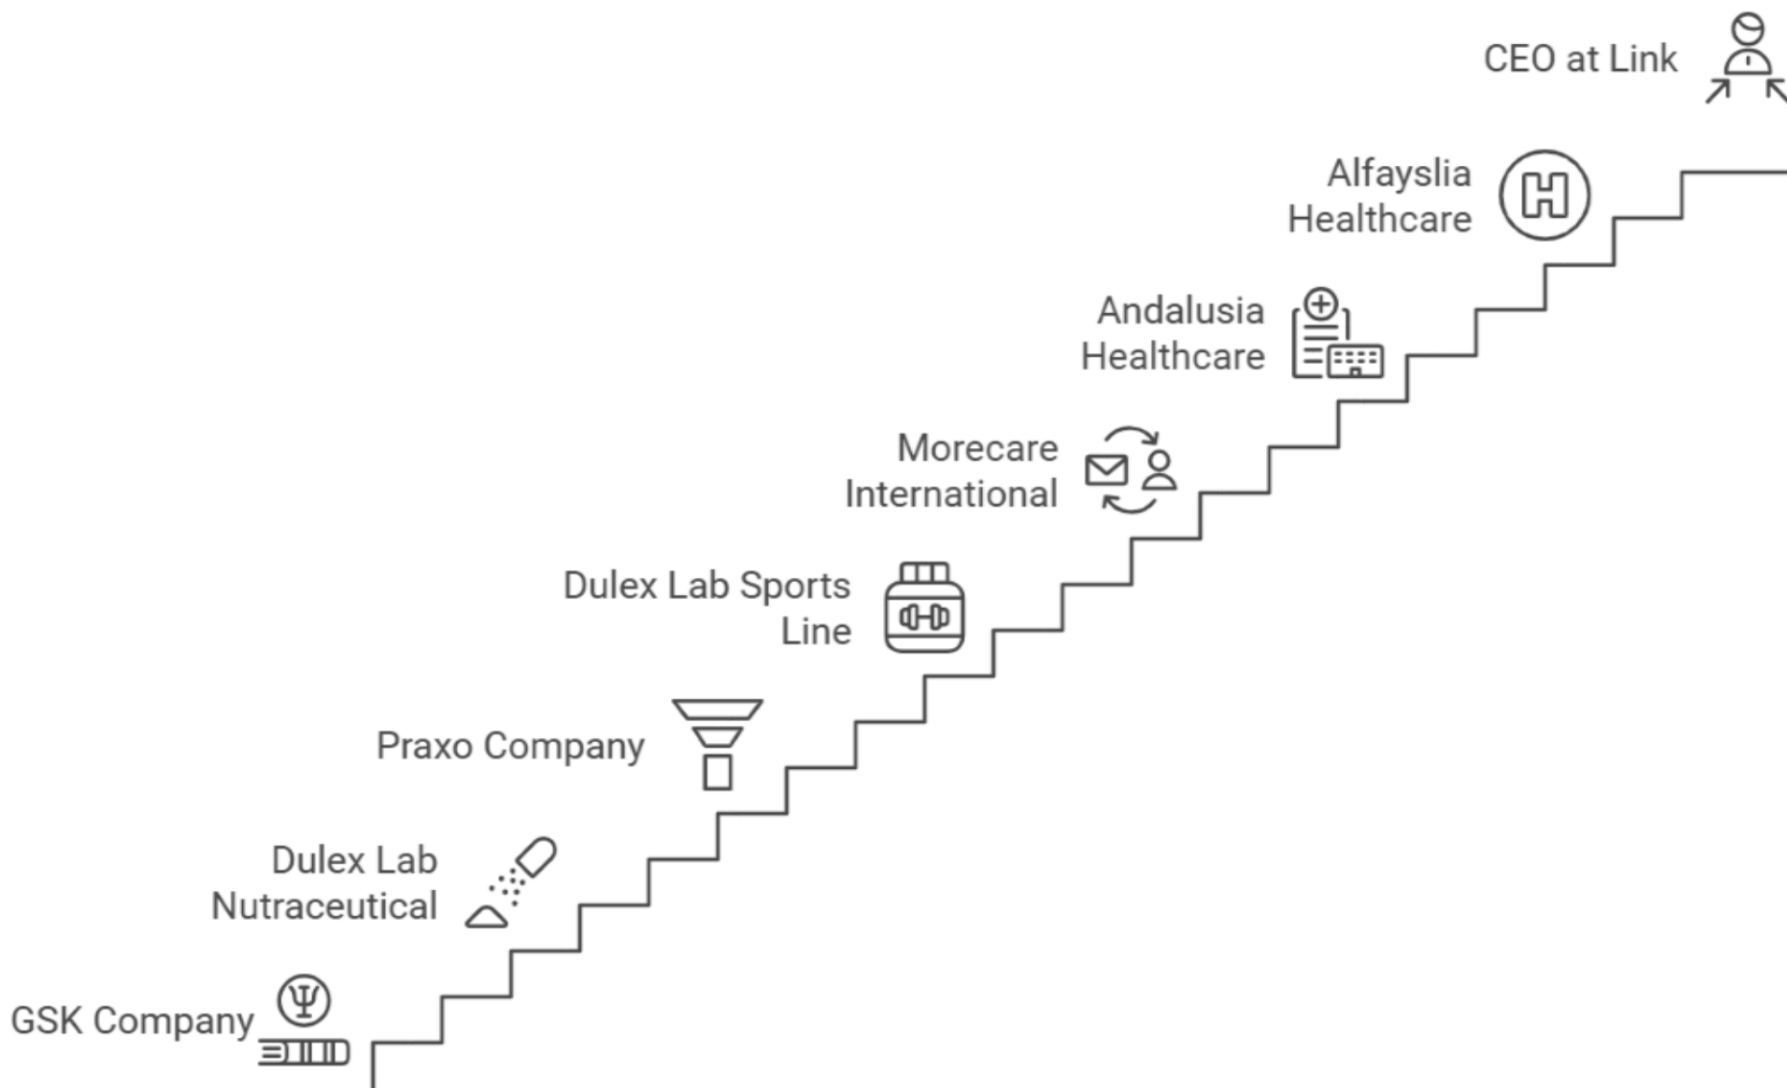 CEO at Link
Alfayslia
Healthcare
Andalusia
Healthcare
Morecare
International
Dulex Lab Sports
Line
Praxo Company
Dulex Lab
Nutraceutical
GSK Company